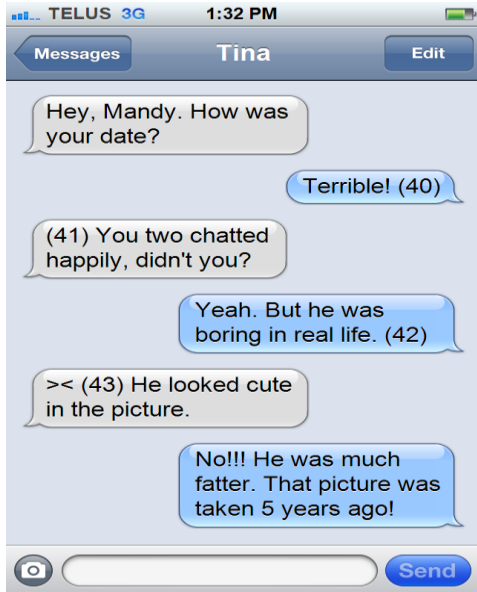 TELUS 3G 1:32 PM
Messages Tina Edit
Hey, Mandy. How was
your date?
Terrible! (40)
(41) You two chatted
happily, didn't you?
Yeah. But he was
boring in real life. (42)
>< (43) He looked cute
in the picture.
No!!! He was much
fatter. That picture was
taken 5 years ago!
Send